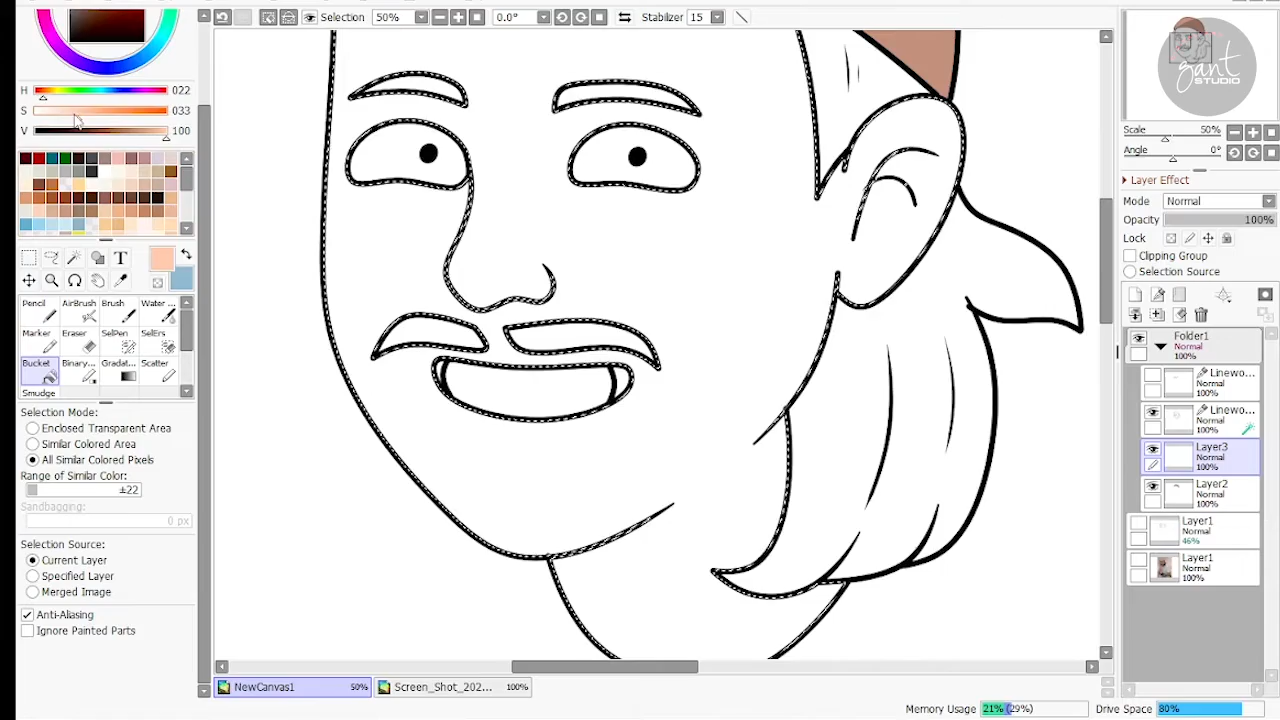 Selection 50% 0.0° Stabilizer 15
H 022
S 033
V 100
T
Pencil AirBrush Brush Water ...
Marker Eraser SelPen SelErs
Bucket Binary... Gradat... Scatter
Smudge
Selection Mode:
Enclosed Transparent Area
Similar Colored Area
All Similar Colored Pixels
Range of Similar Color:
±22
Sandbagging:
0 px
Selection Source:
Current Layer
Specified Layer
Merged Image
Anti-Aliasing
Ignore Painted Parts
NewCanvas1 50% Screen_Shot_202... 100%
Memory Usage 21% (29%) Drive Space 80%
gant
STUDIO
Scale 50%
Angle 0°
Layer Effect
Mode Normal
Opacity 100%
Lock
Clipping Group
Selection Source
Folder1
Normal
100%
Linewo...
Normal
100%
Linewo...
Normal
100%
Layer3
Normal
100%
Layer2
Normal
100%
Layer1
Normal
46%
Layer1
Normal
100%